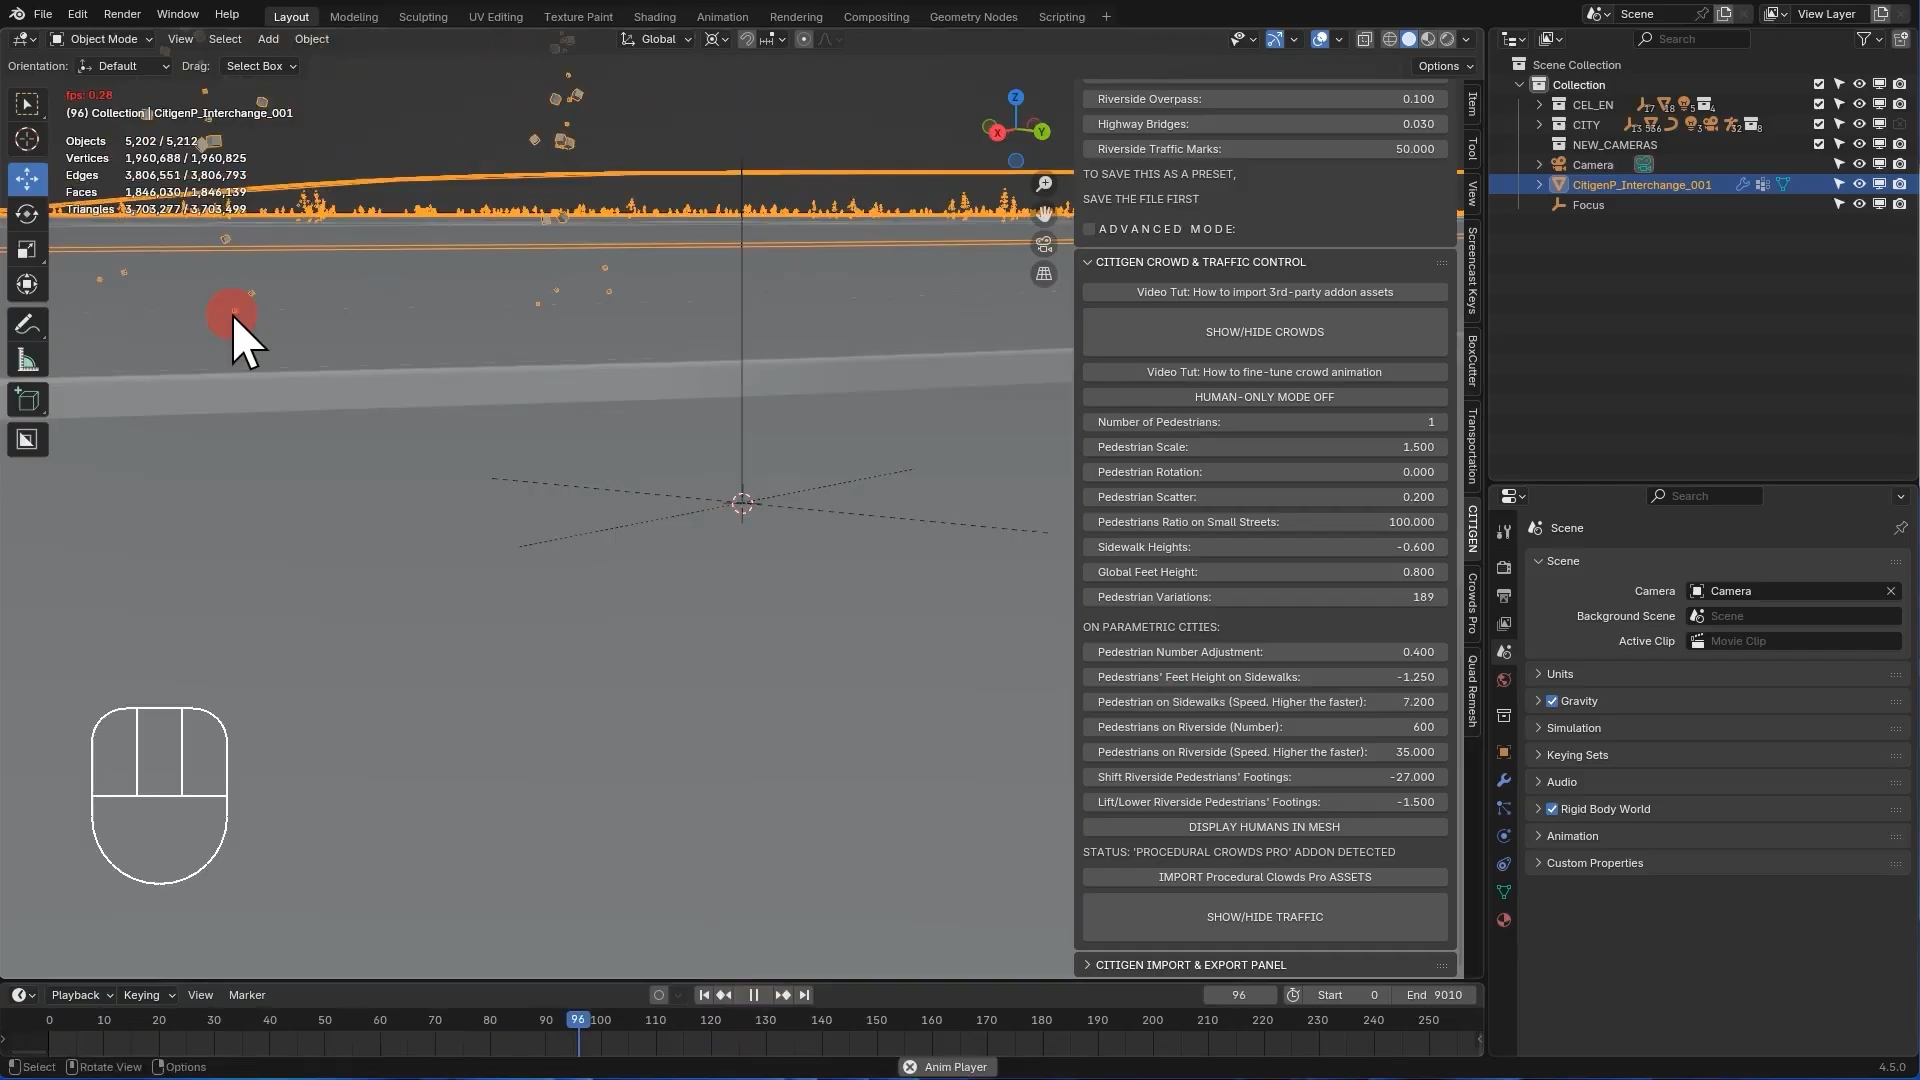 File Edit Render Window Help Layout Modeling Sculpting UV Editing Texture Paint Shading Animation Rendering Compositing Geometry Nodes Scripting + Scene View Layer
Object Mode View Select Add Object Global Search
Orientation: Default Drag: Select Box Options
fps: 0.28
(96) Collection | CitigenP_Interchange_001
Objects 5,202 / 5,212
Vertices 1,960,688 / 1,960,825
Edges 3,806,551 / 3,806,793
Faces 1,846,030 / 1,846,139
Triangles 3,703,277 / 3,703,499
Z
X
Y
Riverside Overpass: 0.100
Highway Bridges: 0.030
Riverside Traffic Marks: 50.000
TO SAVE THIS AS A PRESET,
SAVE THE FILE FIRST
ADVANCED MODE:
CITIGEN CROWD & TRAFFIC CONTROL
Video Tut: How to import 3rd-party addon assets
SHOW/HIDE CROWDS
Video Tut: How to fine-tune crowd animation
HUMAN-ONLY MODE OFF
Number of Pedestrians: 1
Pedestrian Scale: 1.500
Pedestrian Rotation: 0.000
Pedestrian Scatter: 0.200
Pedestrians Ratio on Small Streets: 100.000
Sidewalk Heights: -0.600
Global Feet Height: 0.800
Pedestrian Variations: 189
ON PARAMETRIC CITIES:
Pedestrian Number Adjustment: 0.400
Pedestrians' Feet Height on Sidewalks: -1.250
Pedestrian on Sidewalks (Speed. Higher the faster): 7.200
Pedestrians on Riverside (Number): 600
Pedestrians on Riverside (Speed. Higher the faster): 35.000
Shift Riverside Pedestrians' Footings: -27.000
Lift/Lower Riverside Pedestrians' Footings: -1.500
DISPLAY HUMANS IN MESH
STATUS: 'PROCEDURAL CROWDS PRO' ADDON DETECTED
IMPORT Procedural Clowds Pro ASSETS
SHOW/HIDE TRAFFIC
CITIGEN IMPORT & EXPORT PANEL
Item
Tool
View
Screencast Keys
BoxCutter
Transportation
CITIGEN
Crowds Pro
Quad Remesh
Scene Collection
Collection
CEL_EN 17 18 5 4
CITY 13 536 3 32 8
NEW_CAMERAS
Camera
CitigenP_Interchange_001
Focus
Search
Scene
Scene
Camera Camera
Background Scene Scene
Active Clip Movie Clip
Units
Gravity
Simulation
Keying Sets
Audio
Rigid Body World
Animation
Custom Properties
Playback Keying View Marker 96 Start 0 End 9010
0 10 20 30 40 50 60 70 80 90 96 100 110 120 130 140 150 160 170 180 190 200 210 220 230 240 250
Select Rotate View Options Anim Player 4.5.0